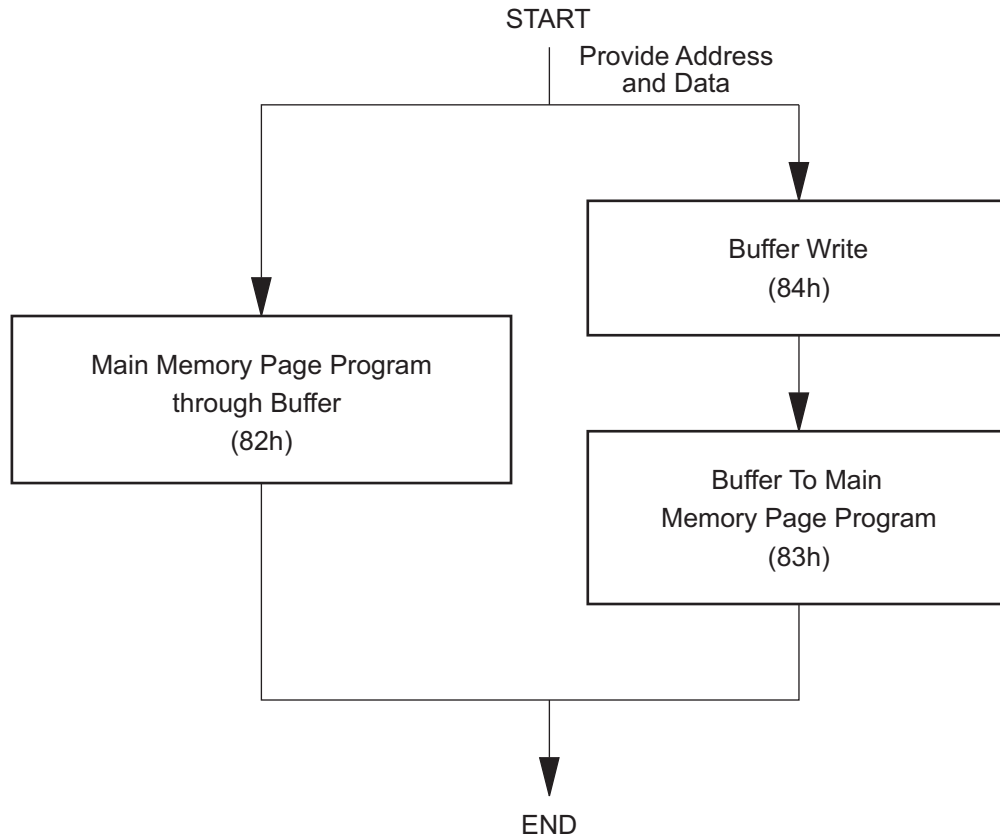 START
Provide Address
and Data
Buffer Write
(84h)
Main Memory Page Program
through Buffer
(82h)
Buffer To Main
Memory Page Program
(83h)
END